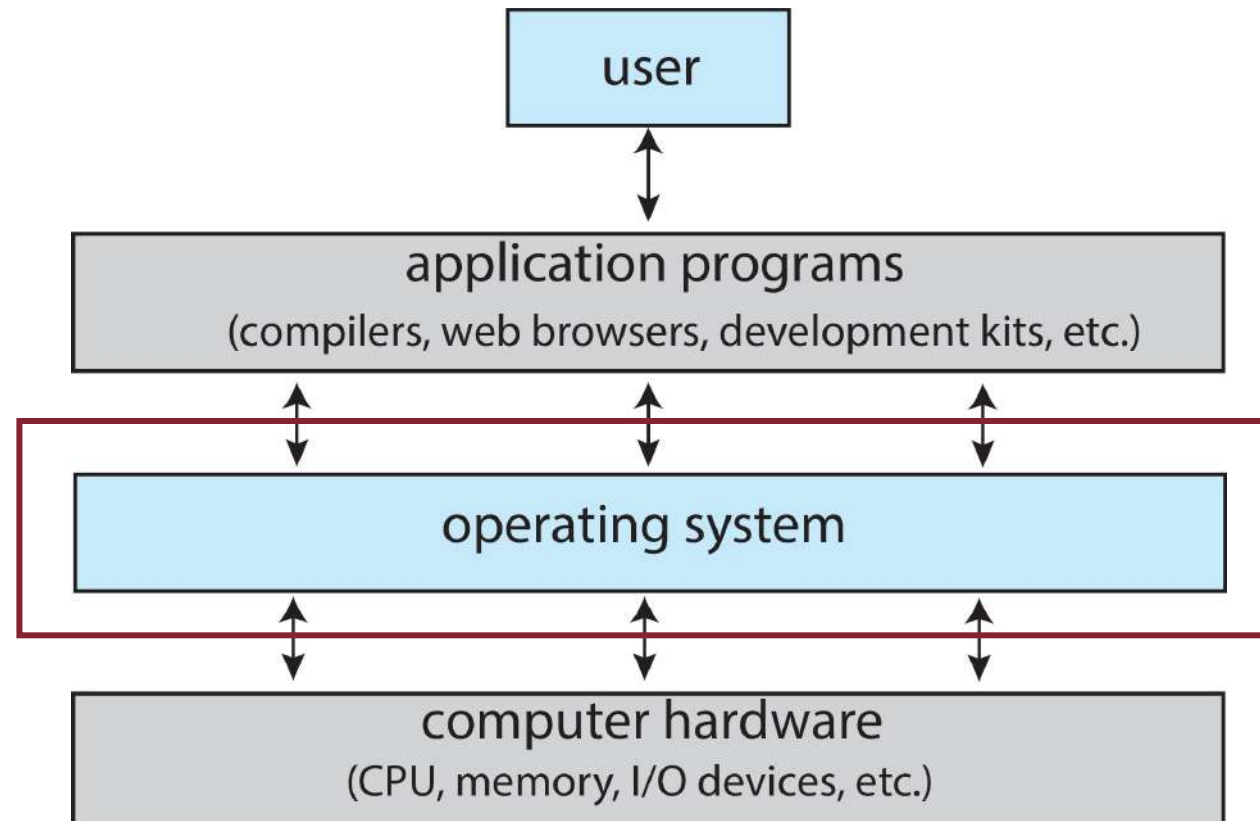 user
application programs
(compilers, web browsers, development kits, etc.)
operating system
computer hardware
(CPU, memory, I/O devices, etc.)